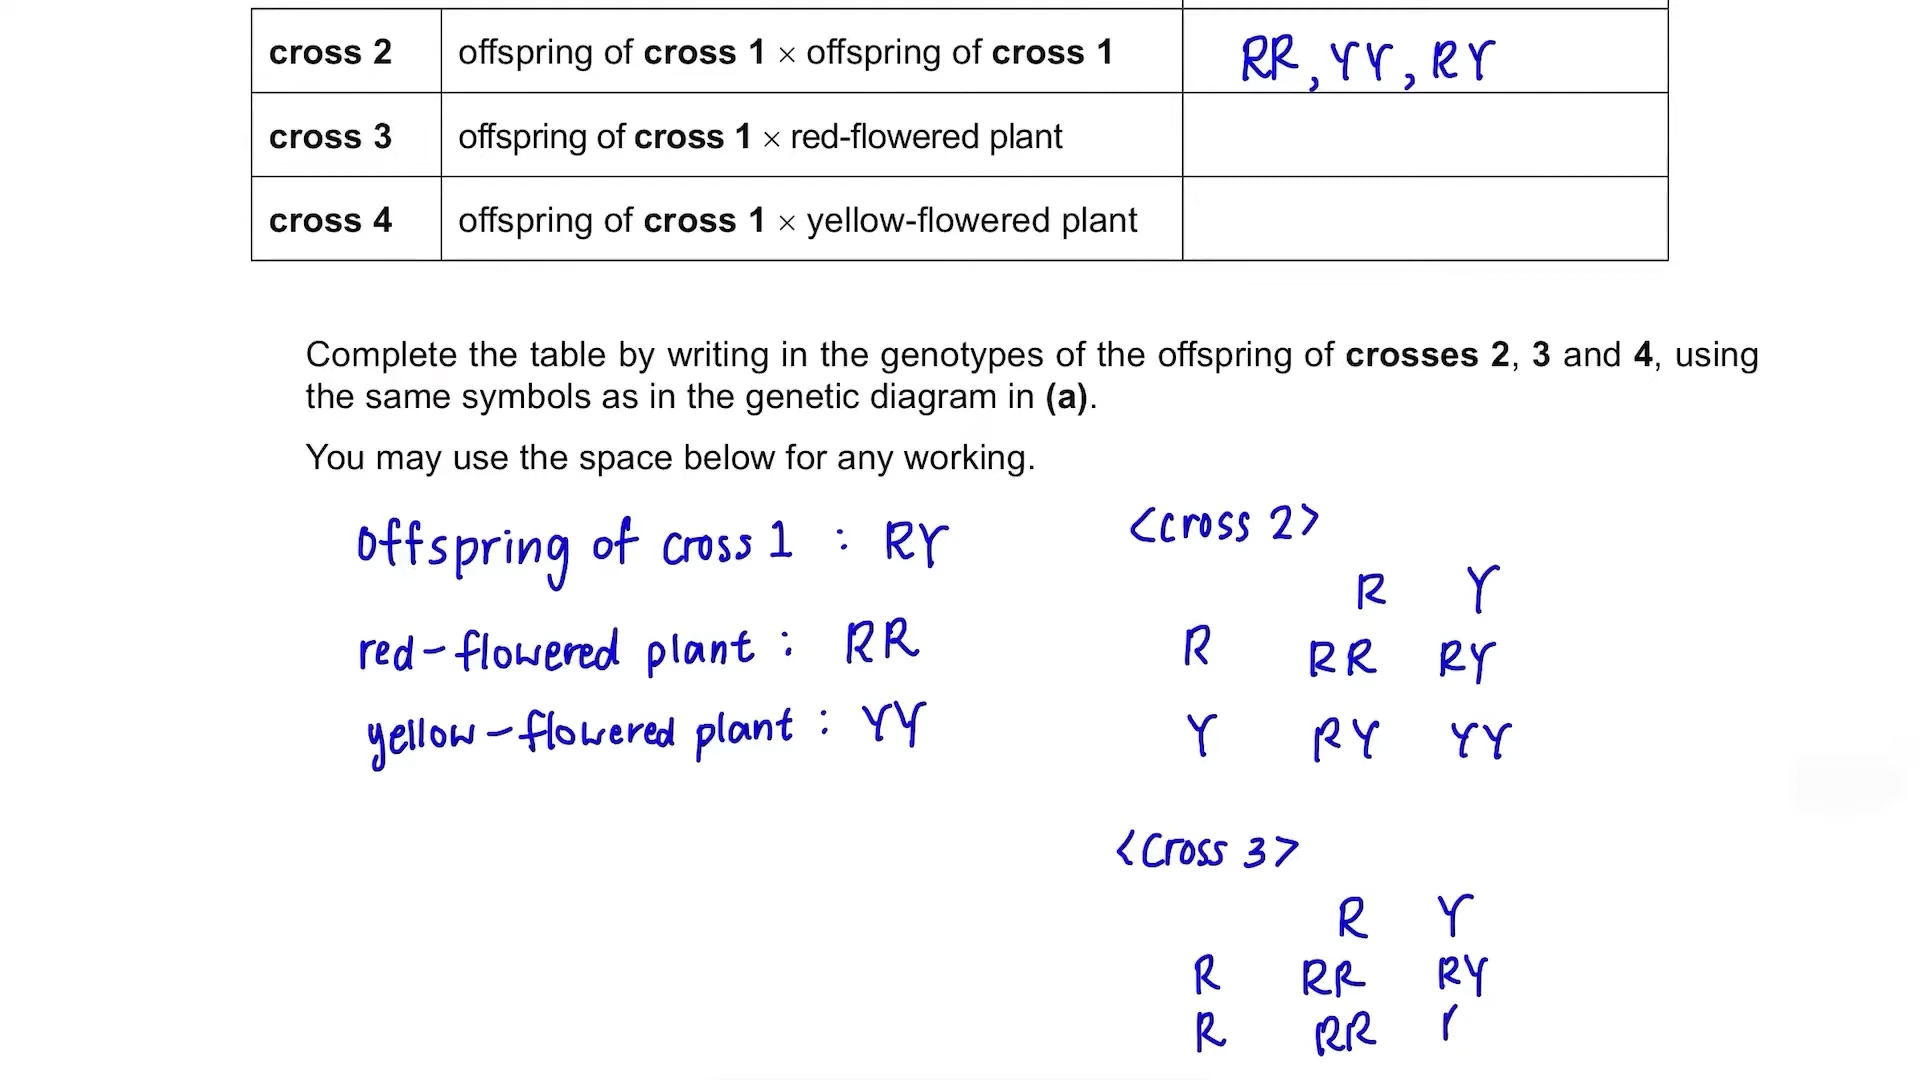 cross 2 offspring of cross 1 × offspring of cross 1 RR, YY, RY
cross 3 offspring of cross 1 × red-flowered plant
cross 4 offspring of cross 1 × yellow-flowered plant
Complete the table by writing in the genotypes of the offspring of crosses 2, 3 and 4, using
the same symbols as in the genetic diagram in (a).
You may use the space below for any working.
Offspring of cross 1 : RY
red-flowered plant : RR
yellow-flowered plant : YY
<cross 2>
R Y
R RR RY
Y RY YY
<Cross 3>
R Y
R RR RY
R RR